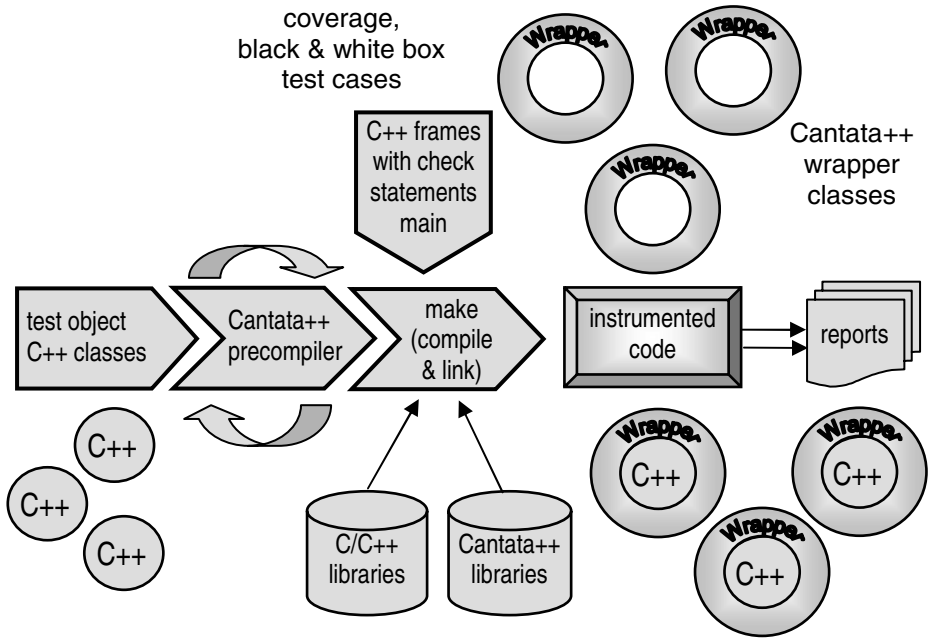 coverage,
black & white box
test cases
Wrapper
Wrapper
C++ frames
with check
statements
main
Cantata++
wrapper
classes
Wrapper
test object
C++ classes
Cantata++
precompiler
make
(compile
& link)
instrumented
code
reports
C++
C++
C++
C/C++
libraries
Cantata++
libraries
Wrapper
C++
Wrapper
C++
Wrapper
C++